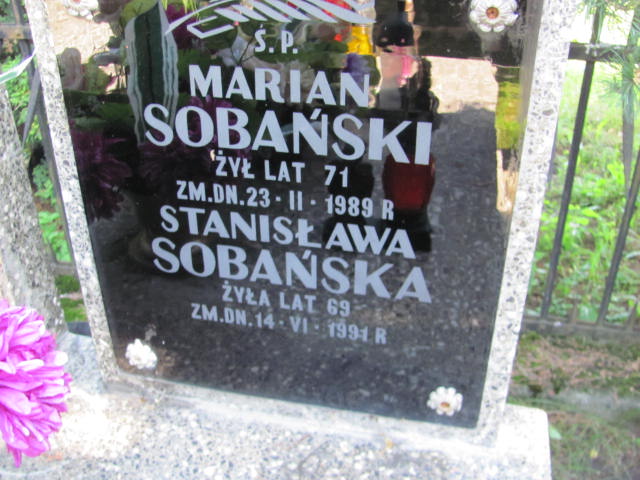 Ś.P.
MARIAN
SOBAŃSKI
ŻYŁ LAT 71
ZM.DN.23-II-1989 R
STANISŁAWA
SOBAŃSKA
ŻYŁA LAT 69
ZM.DN.14-VI-1991 R